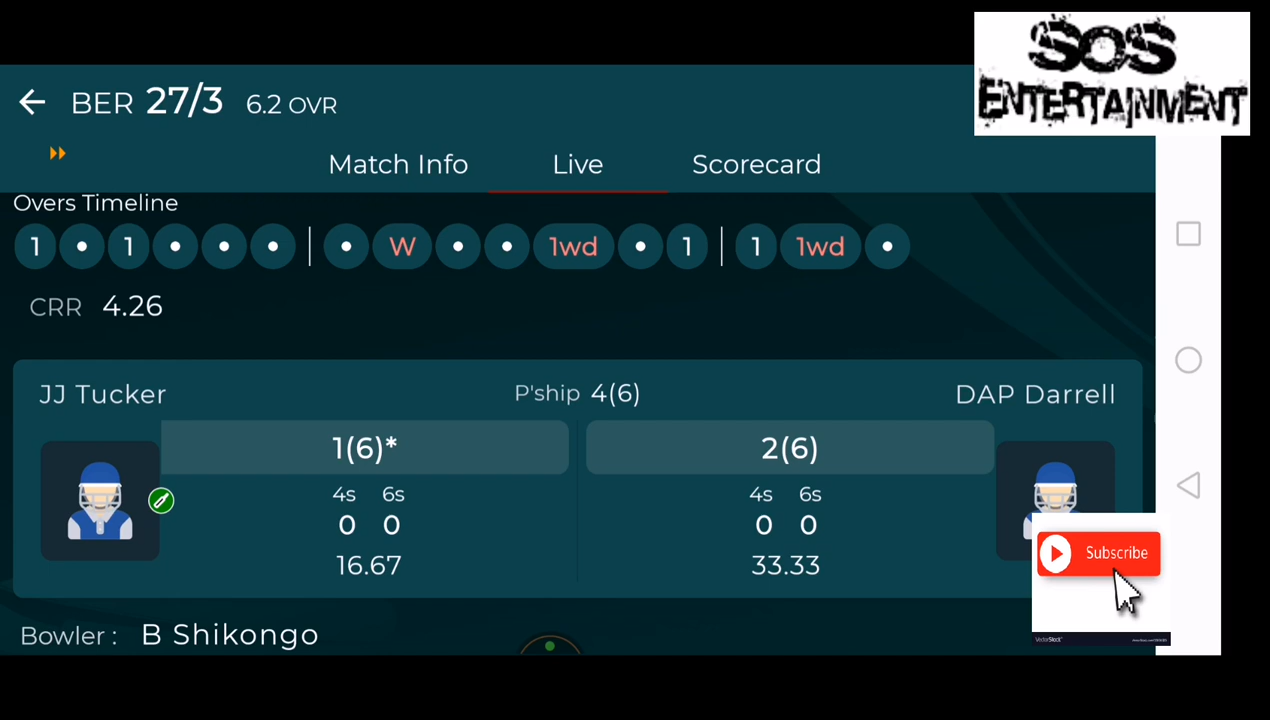 SOS
ENTERTAINMENT
BER 27/3 6.2 OVR
Match Info Live Scorecard
Overs Timeline
1 • 1 • • • | • W • • 1wd • 1 | 1 1wd •
CRR 4.26
JJ Tucker P'ship 4(6) DAP Darrell
1(6)* 2(6)
4s 6s 4s 6s
0 0 0 0
16.67 33.33
Subscribe
Bowler : B Shikongo
VectorStock